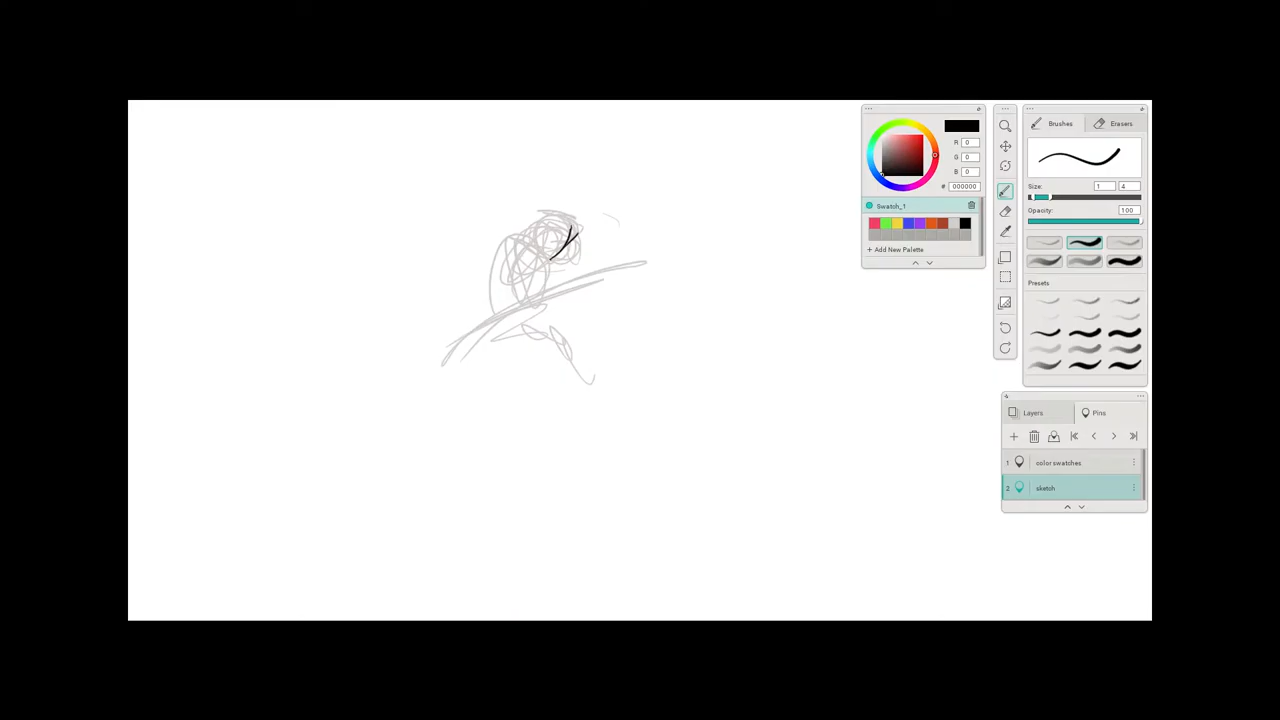 Brushes
Erasers
R 0
G 0
B 0
# 000000
Size: 1 4
Opacity: 100
Swatch_1
+ Add New Palette
Presets
Layers
Pins
1 color swatches
2 sketch